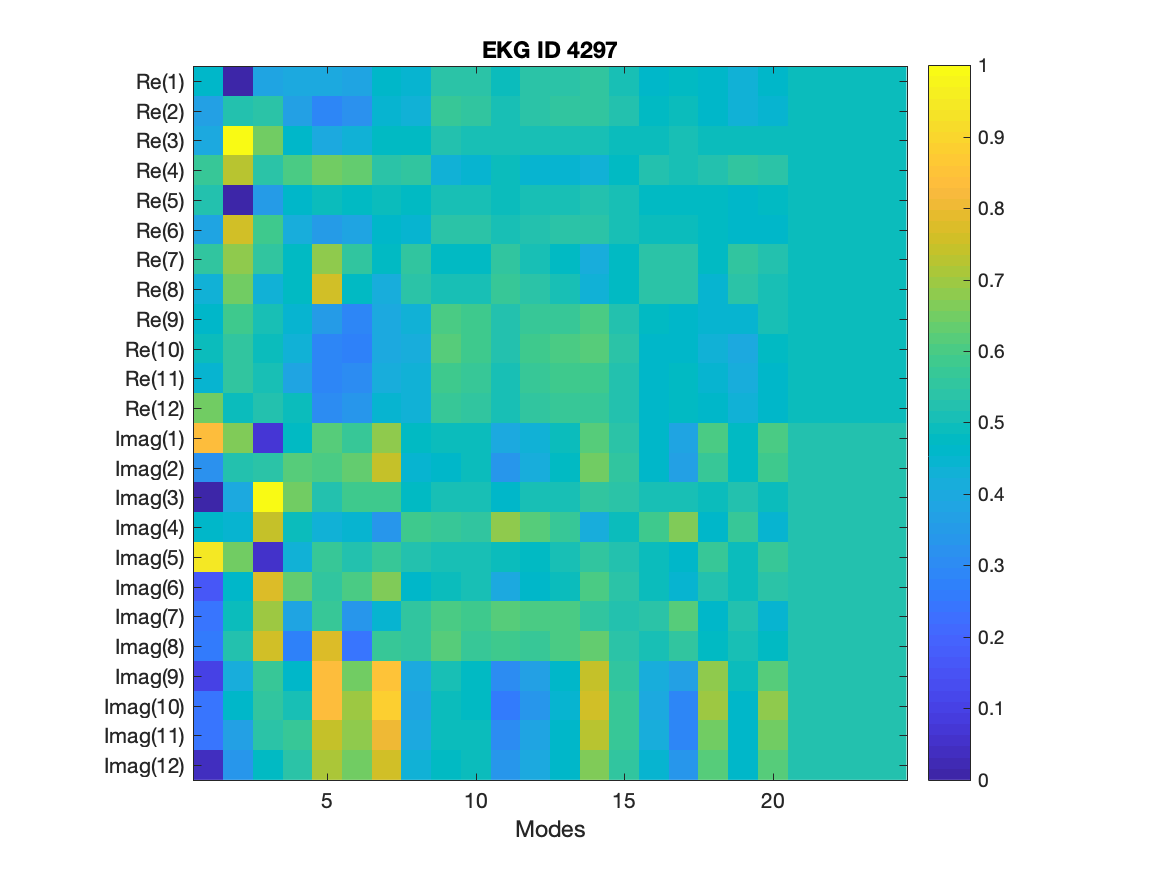 EKG ID 4297
Re(1)
Re(2)
Re(3)
Re(4)
Re(5)
Re(6)
Re(7)
Re(8)
Re(9)
Re(10)
Re(11)
Re(12)
Imag(1)
Imag(2)
Imag(3)
Imag(4)
Imag(5)
Imag(6)
Imag(7)
Imag(8)
Imag(9)
Imag(10)
Imag(11)
Imag(12)
5 10 15 20
Modes
1
0.9
0.8
0.7
0.6
0.5
0.4
0.3
0.2
0.1
0